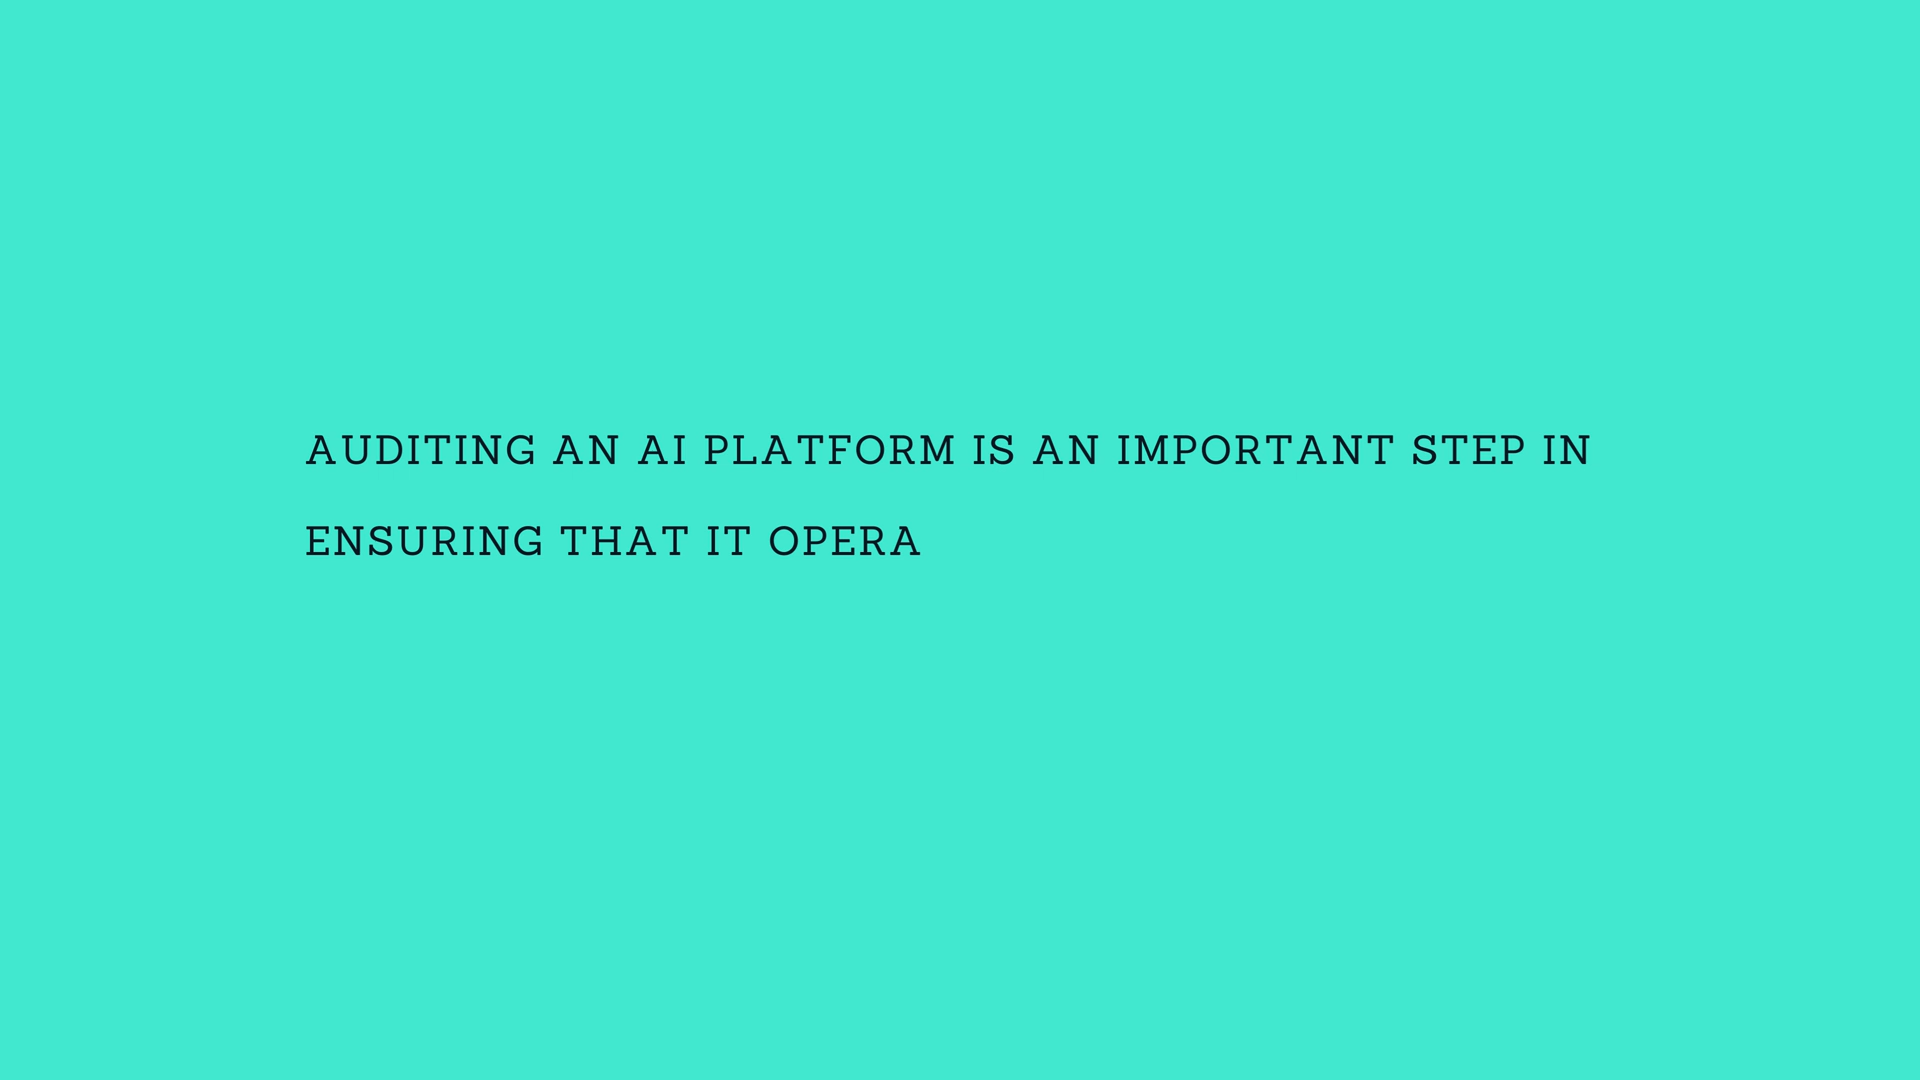 AUDITING AN AI PLATFORM IS AN IMPORTANT STEP IN
ENSURING THAT IT OPERA